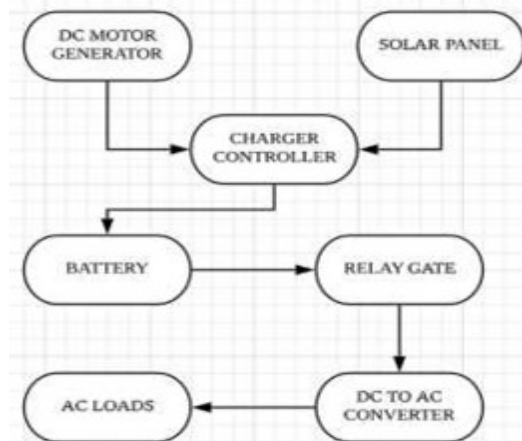 DC MOTOR
GENERATOR
SOLAR PANEL
CHARGER
CONTROLLER
BATTERY
RELAY GATE
AC LOADS
DC TO AC
CONVERTER